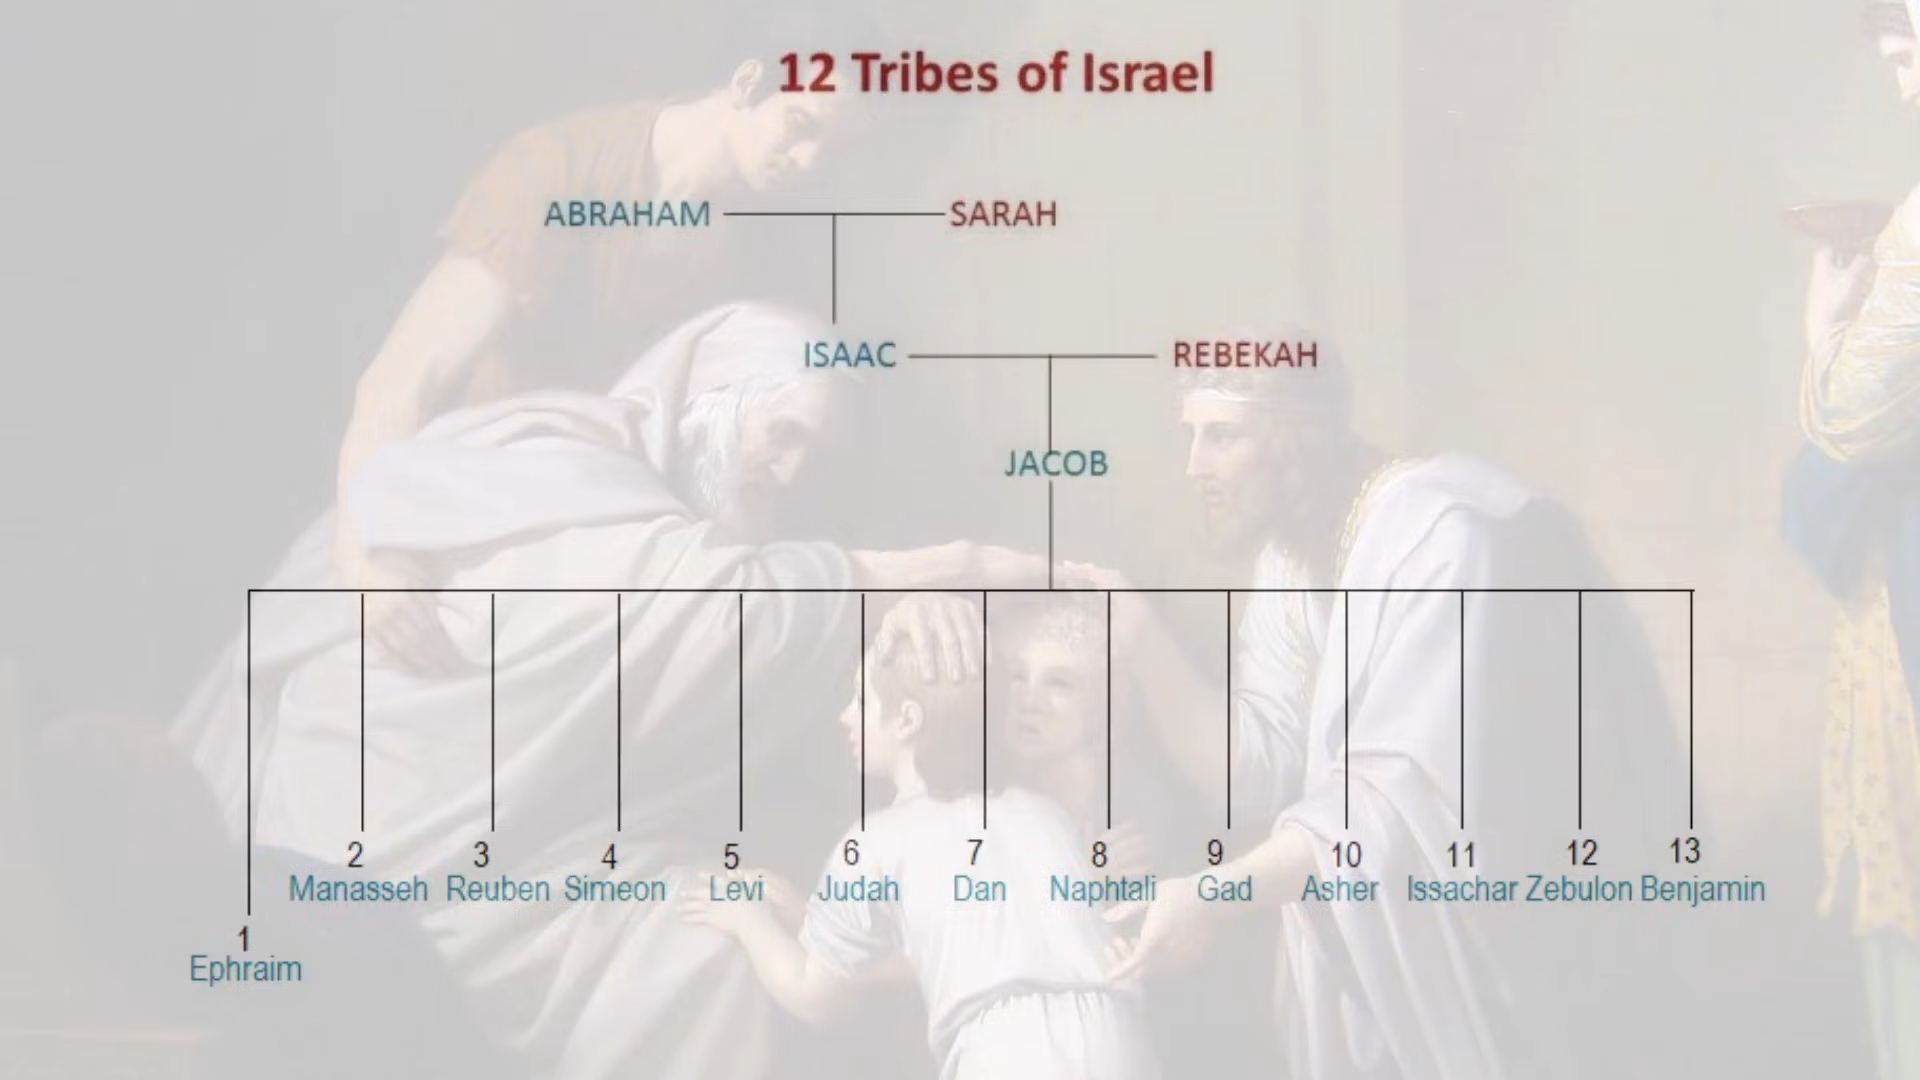 12 Tribes of Israel
ABRAHAM SARAH
ISAAC REBEKAH
JACOB
2 3 4 5 6 7 8 9 10 11 12 13
Manasseh Reuben Simeon Levi Judah Dan Naphtali Gad Asher Issachar Zebulon Benjamin
1
Ephraim